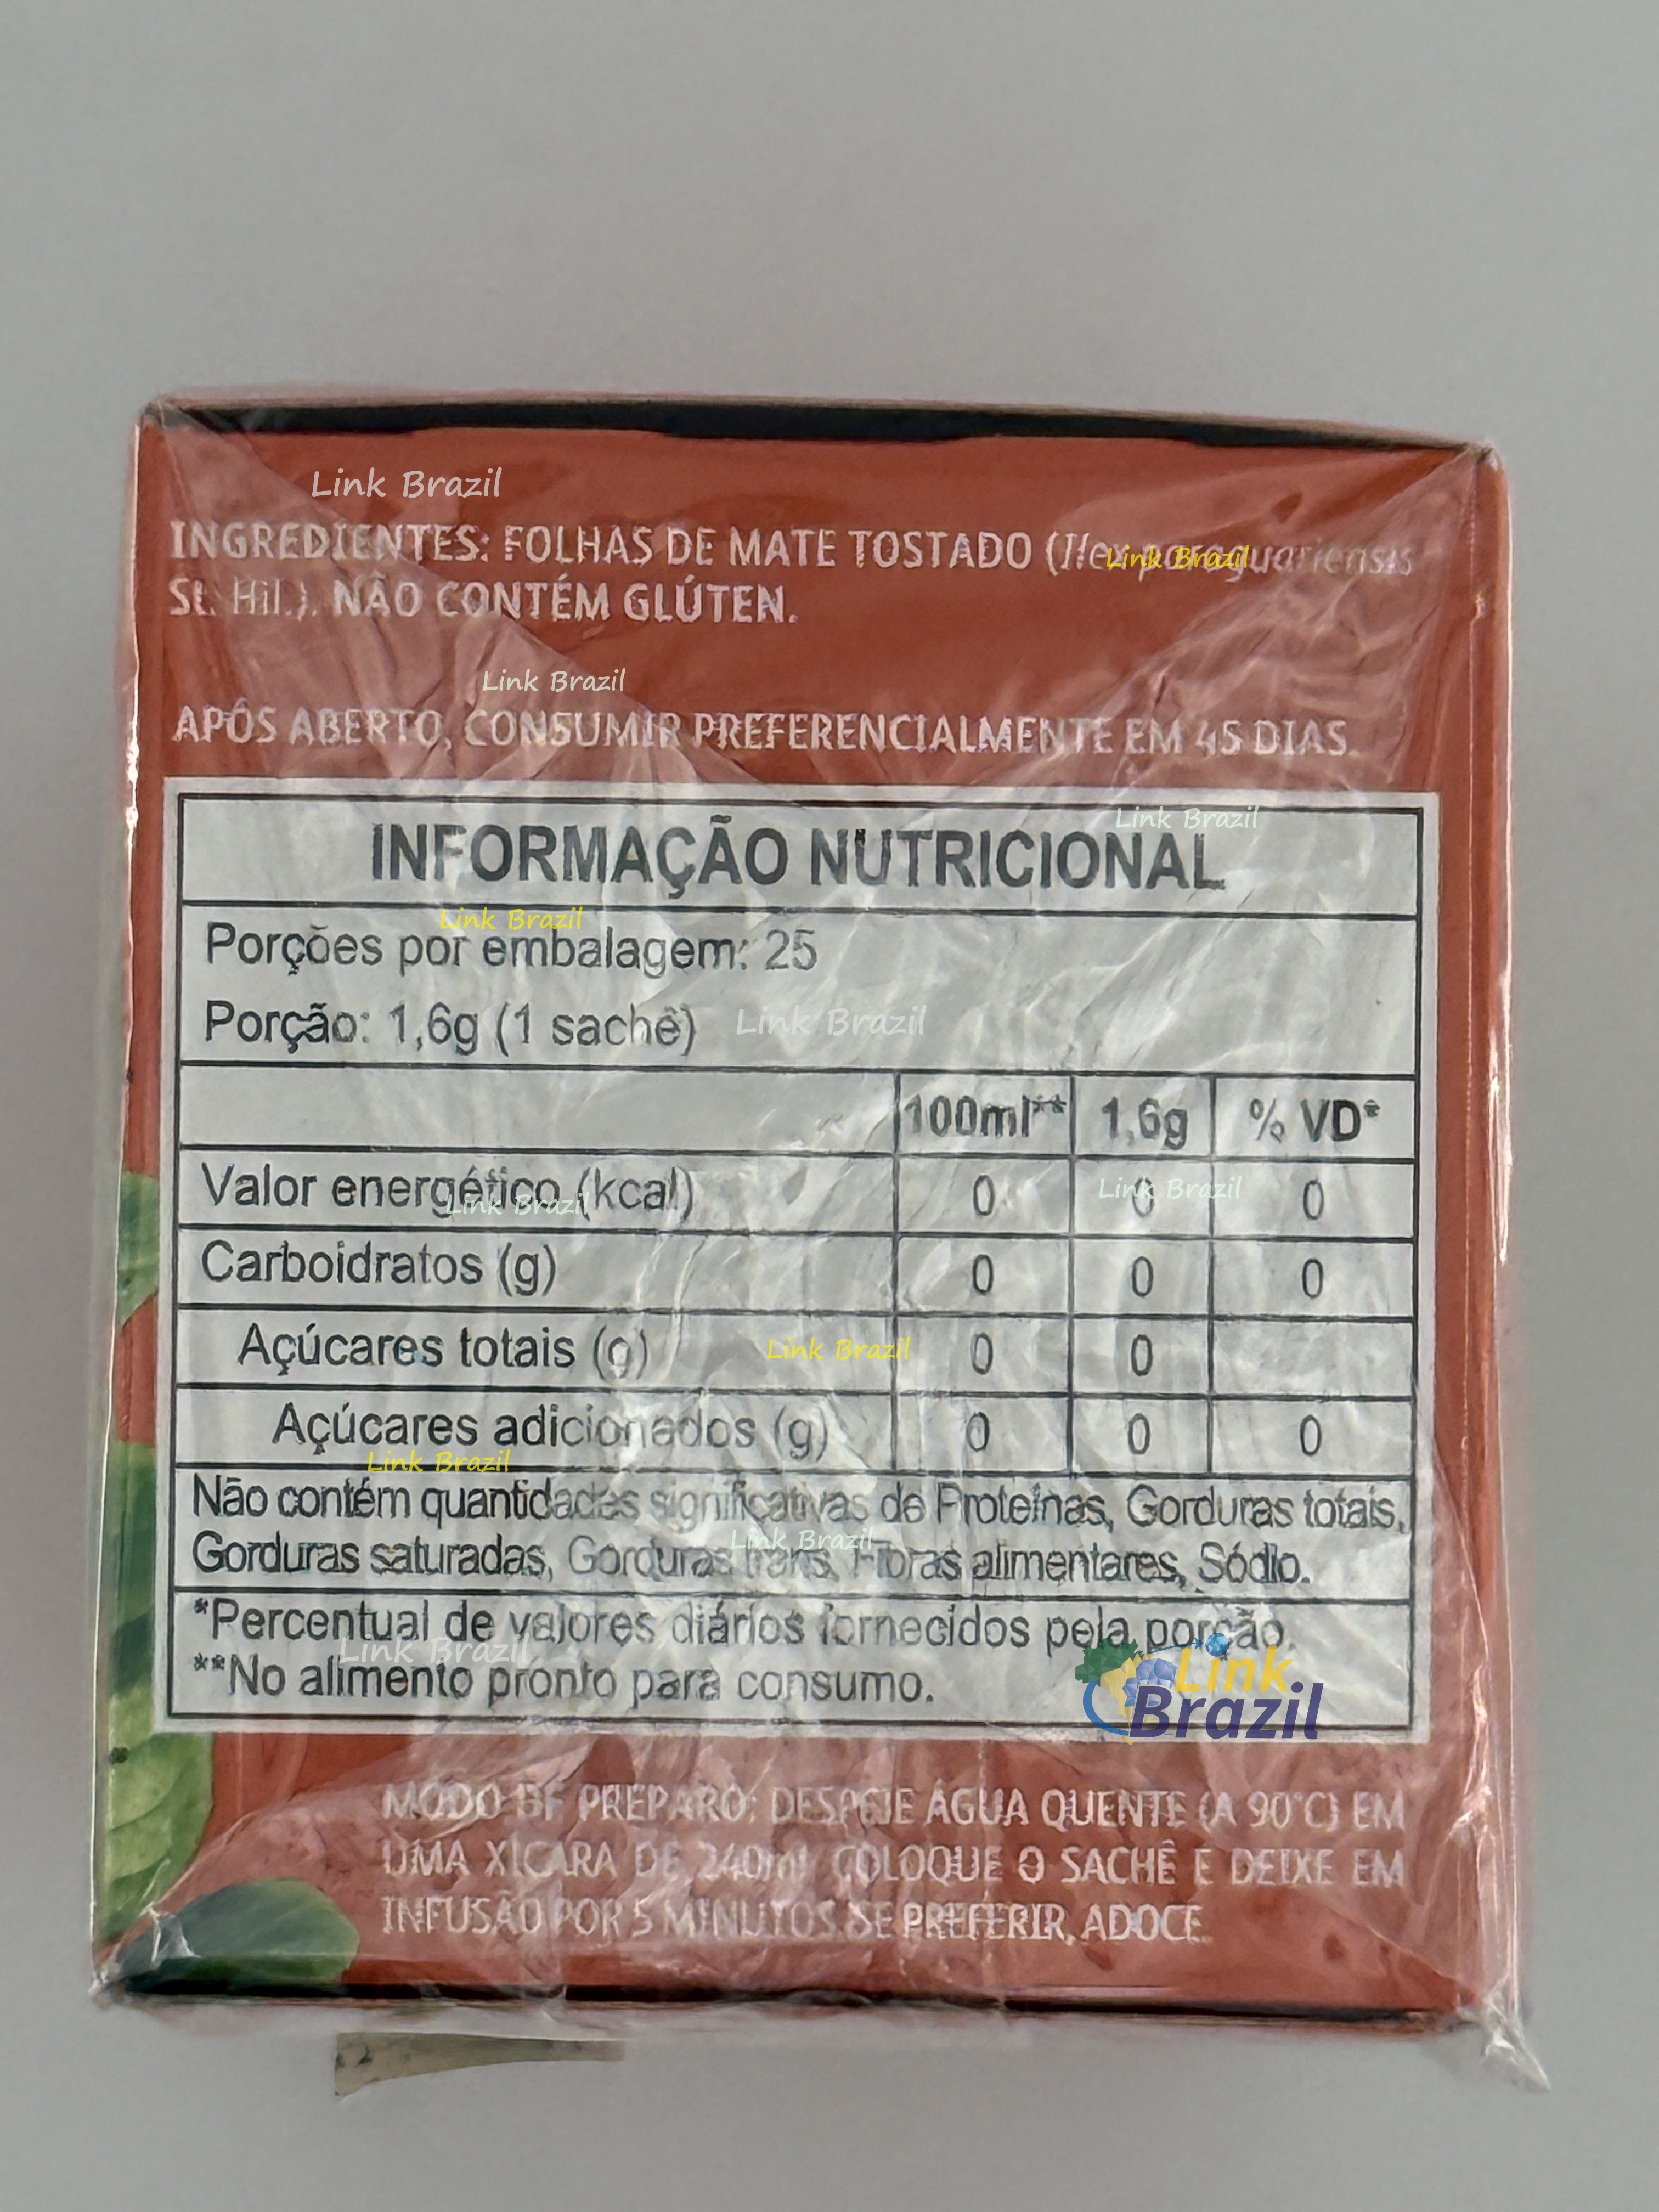 Link Brazil
INGREDIENTES: FOLHAS DE MATE TOSTADO (Ilex paraguariensis
Link Brazil
St. Hil.). NÃO CONTÉM GLÚTEN.
Link Brazil
APÓS ABERTO, CONSUMIR PREFERENCIALMENTE EM 45 DIAS.
Link Brazil
INFORMAÇÃO NUTRICIONAL
Link Brazil
Porções por embalagem: 25
Porção: 1,6g (1 sachê)
Link Brazil
100ml** 1,6g % VD*
Valor energético (kcal) 0 0 0
Link Brazil
Link Brazil
Carboidratos (g) 0 0 0
Açúcares totais (g) 0 0
Link Brazil
Açúcares adicionados (g) 0 0 0
Link Brazil
Não contém quantidades significativas de Proteínas, Gorduras totais,
Link Brazil
Gorduras saturadas, Gorduras trans, Fibras alimentares, Sódio.
*Percentual de valores diários fornecidos pela porção.
Link Brazil
**No alimento pronto para consumo.
Link
Brazil
MODO DE PREPARO: DESPEJE ÁGUA QUENTE (A 90°C) EM
UMA XÍCARA DE 240ml. COLOQUE O SACHÊ E DEIXE EM
INFUSÃO POR 5 MINUTOS. SE PREFERIR, ADOCE.